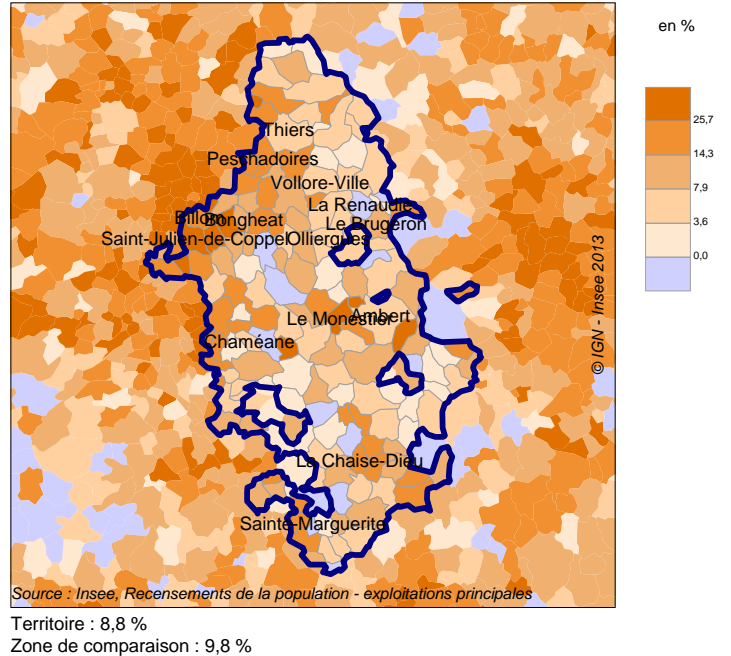 en %
25,7
14,3
7,9
3,6
0,0
Thiers
Peschadoires
Vollore-Ville
La Renaudie
Le Brugeron
Billom
Bongheat
Saint-Julien-de-Coppel
Olliergues
Le Monestier
Ambert
Chaméane
La Chaise-Dieu
Sainte-Marguerite
© IGN - Insee 2013
Source : Insee, Recensements de la population - exploitations principales
Territoire : 8,8 %
Zone de comparaison : 9,8 %